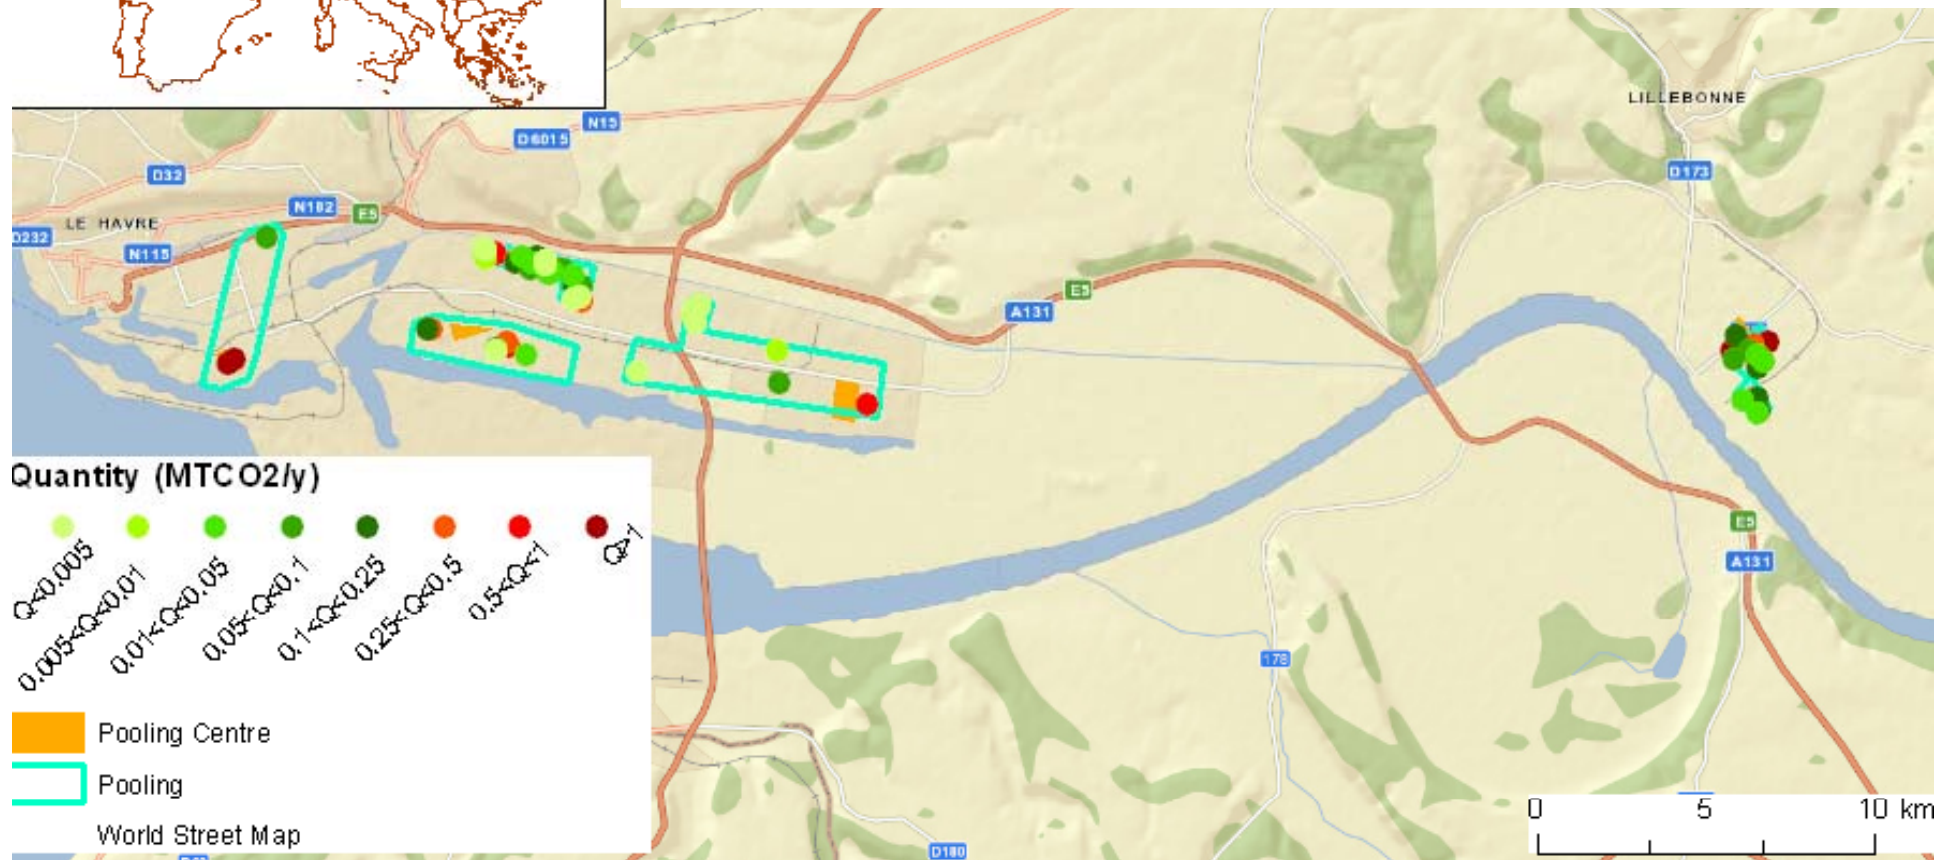 LILLEBONNE
N15
D6015
D173
D32
N182
E5
LE HAVRE
D232
N115
E5
A131
Quantity (MTCO2/y)
Q<0,005
0,005<Q<0,01
0,01<Q<0,05
0,05<Q<0,1
0,1<Q<0,25
0,25<Q<0,5
0,5<Q<1
Q>1
E5
A131
178
Pooling Centre
Pooling
World Street Map
0 5 10 km
D180